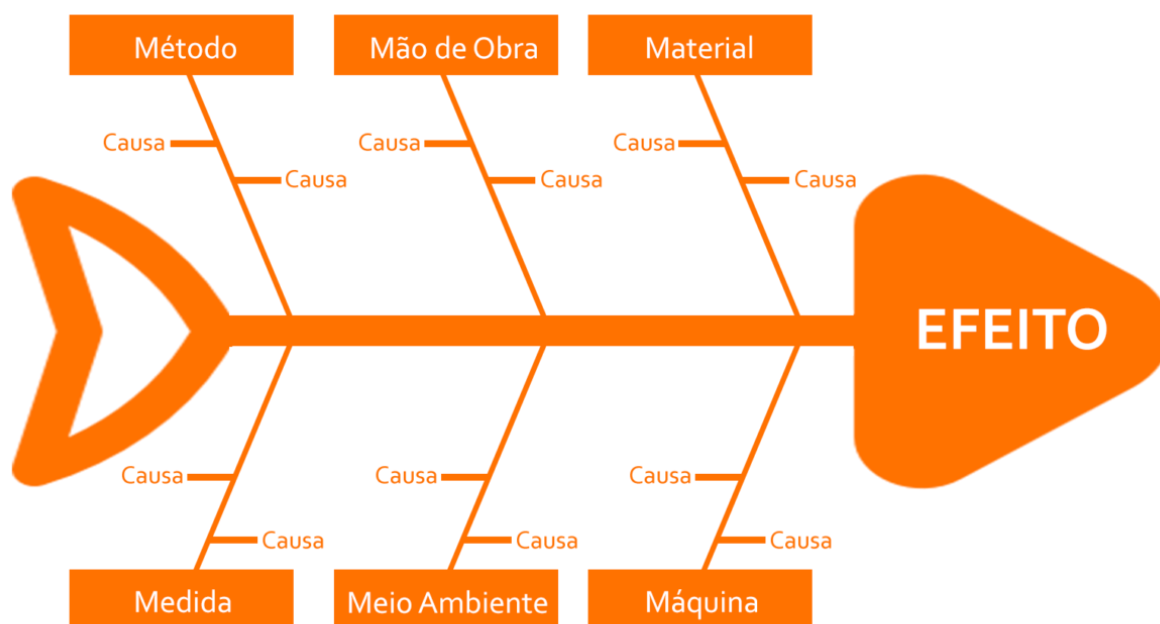 Método
Mão de Obra
Material
Causa
Causa
Causa
Causa
Causa
Causa
EFEITO
Causa
Causa
Causa
Causa
Causa
Causa
Medida
Meio Ambiente
Máquina